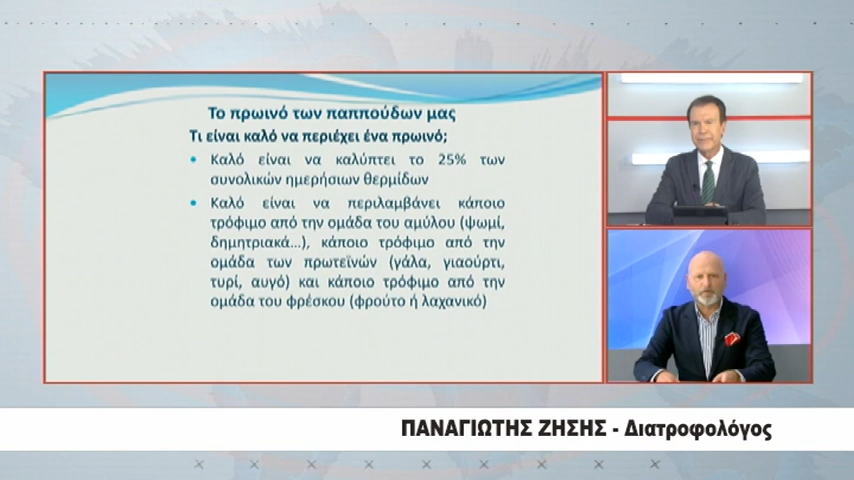 Το πρωινό των παππούδων μας
Τι είναι καλό να περιέχει ένα πρωινό;
• Καλό είναι να καλύπτει το 25% των
συνολικών ημερήσιων θερμίδων
• Καλό είναι να περιλαμβάνει κάποιο
τρόφιμο από την ομάδα του αμύλου (ψωμί,
δημητριακά...), κάποιο τρόφιμο από την
ομάδα των πρωτεϊνών (γάλα, γιαούρτι,
τυρί, αυγό) και κάποιο τρόφιμο από την
ομάδα του φρέσκου (φρούτο ή λαχανικό)
ΠΑΝΑΓΙΩΤΗΣ ΖΗΣΗΣ - Διατροφολόγος